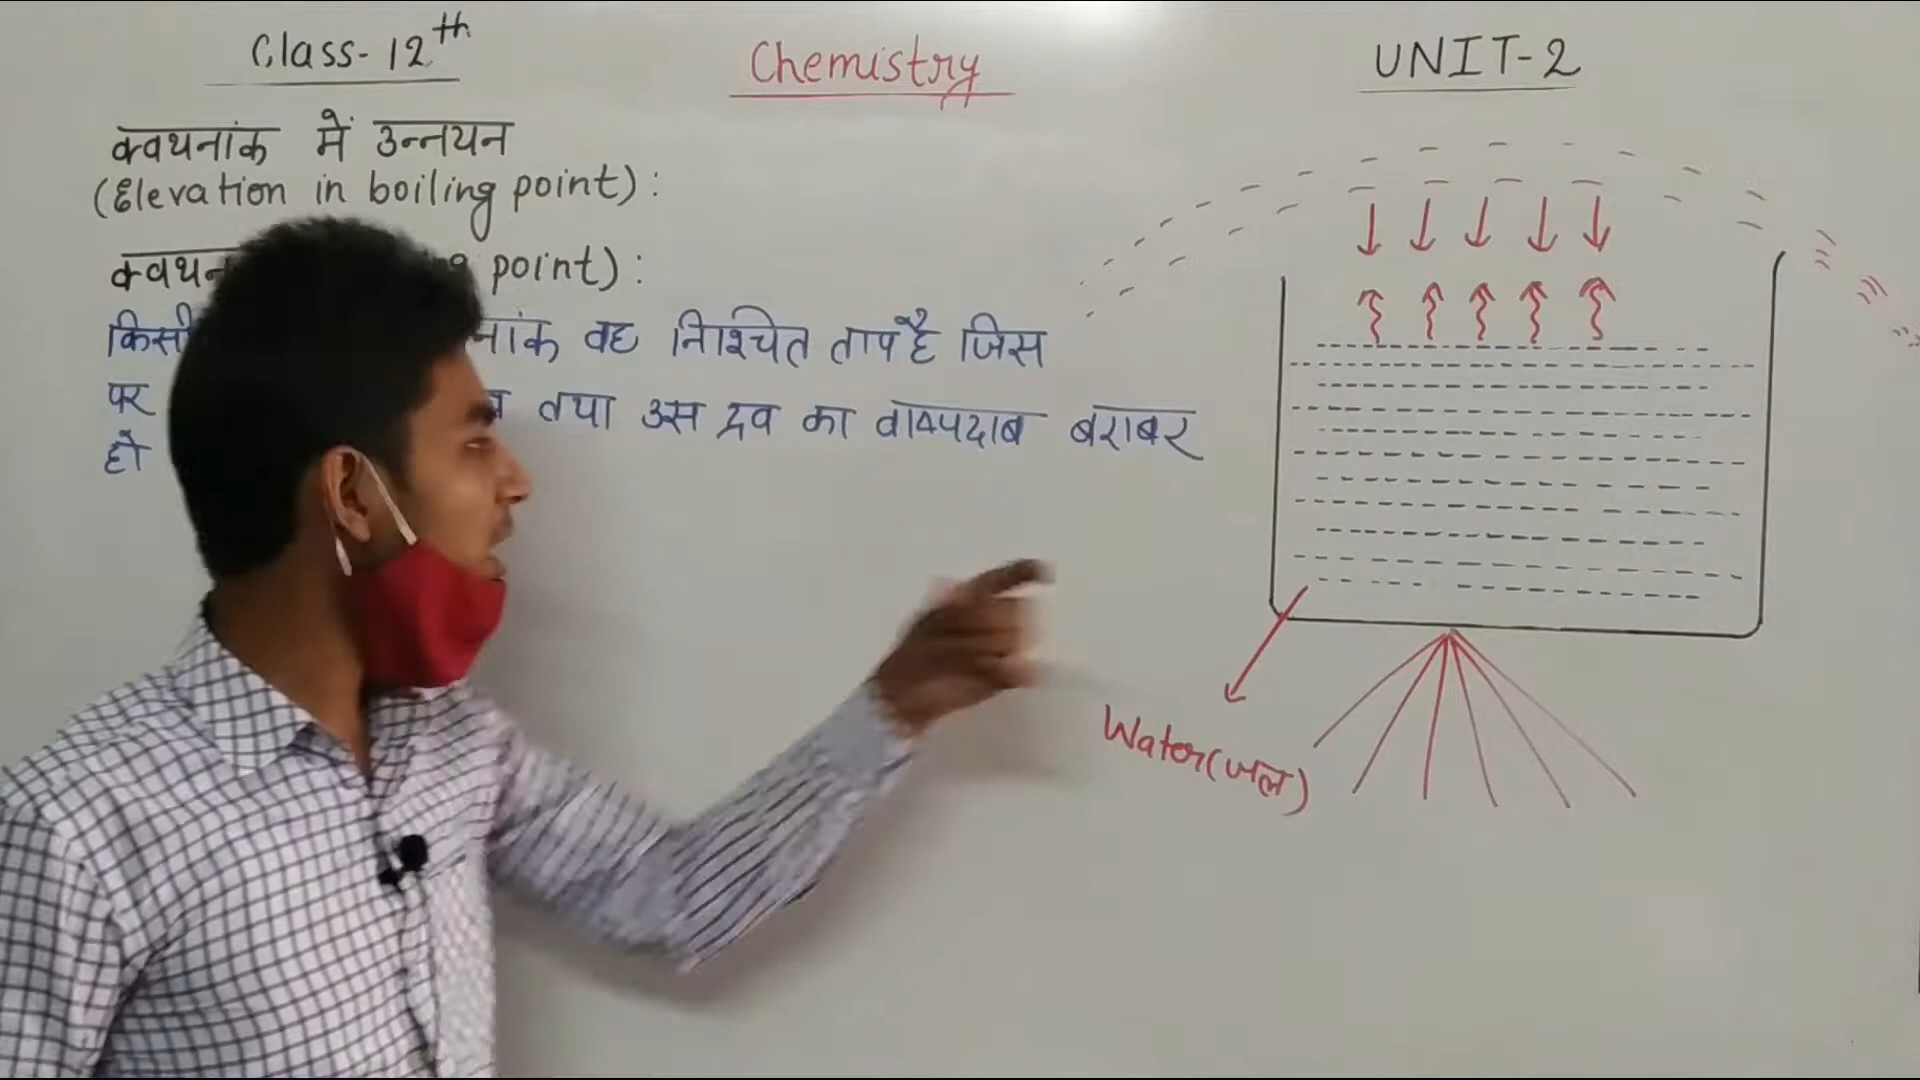 Class-12th
Chemistry
UNIT-2
क्वथनांक में उन्नयन
(Elevation in boiling point):
point):
किसी वह निश्चित ताप है जिस
पर तथा उस द्रव का वाष्पदाब बराबर
हो
Water(जल)